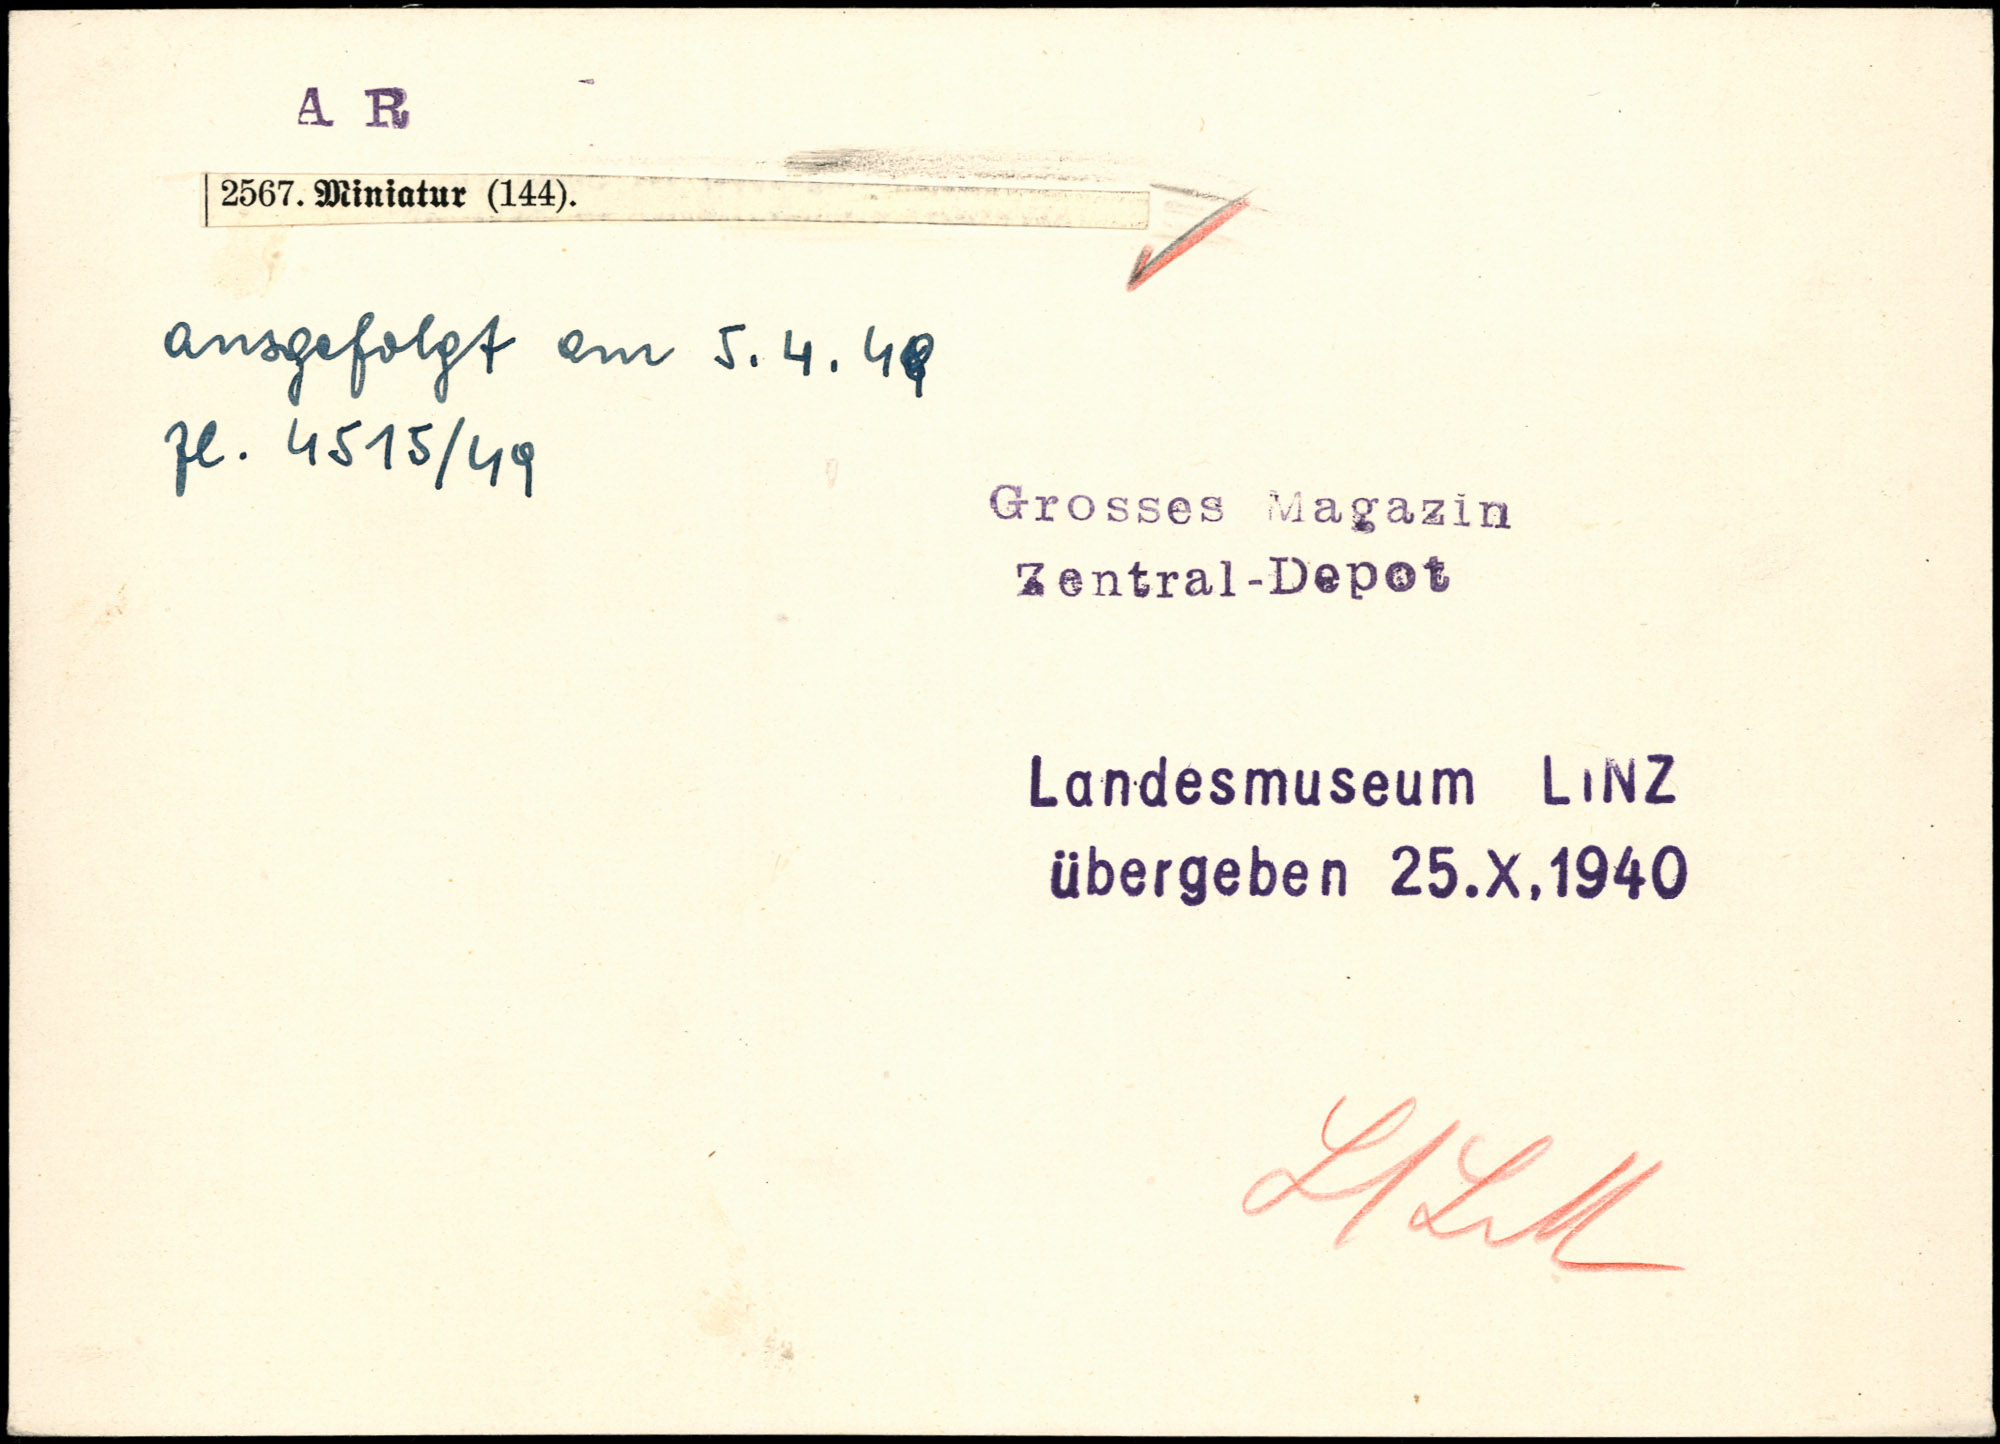 A R
2567. Miniatur (144).
ausgefolgt am 5. 4. 49
Zl. 4515/49
Grosses Magazin
Zentral-Depot
Landesmuseum LINZ
übergeben 25.X.1940